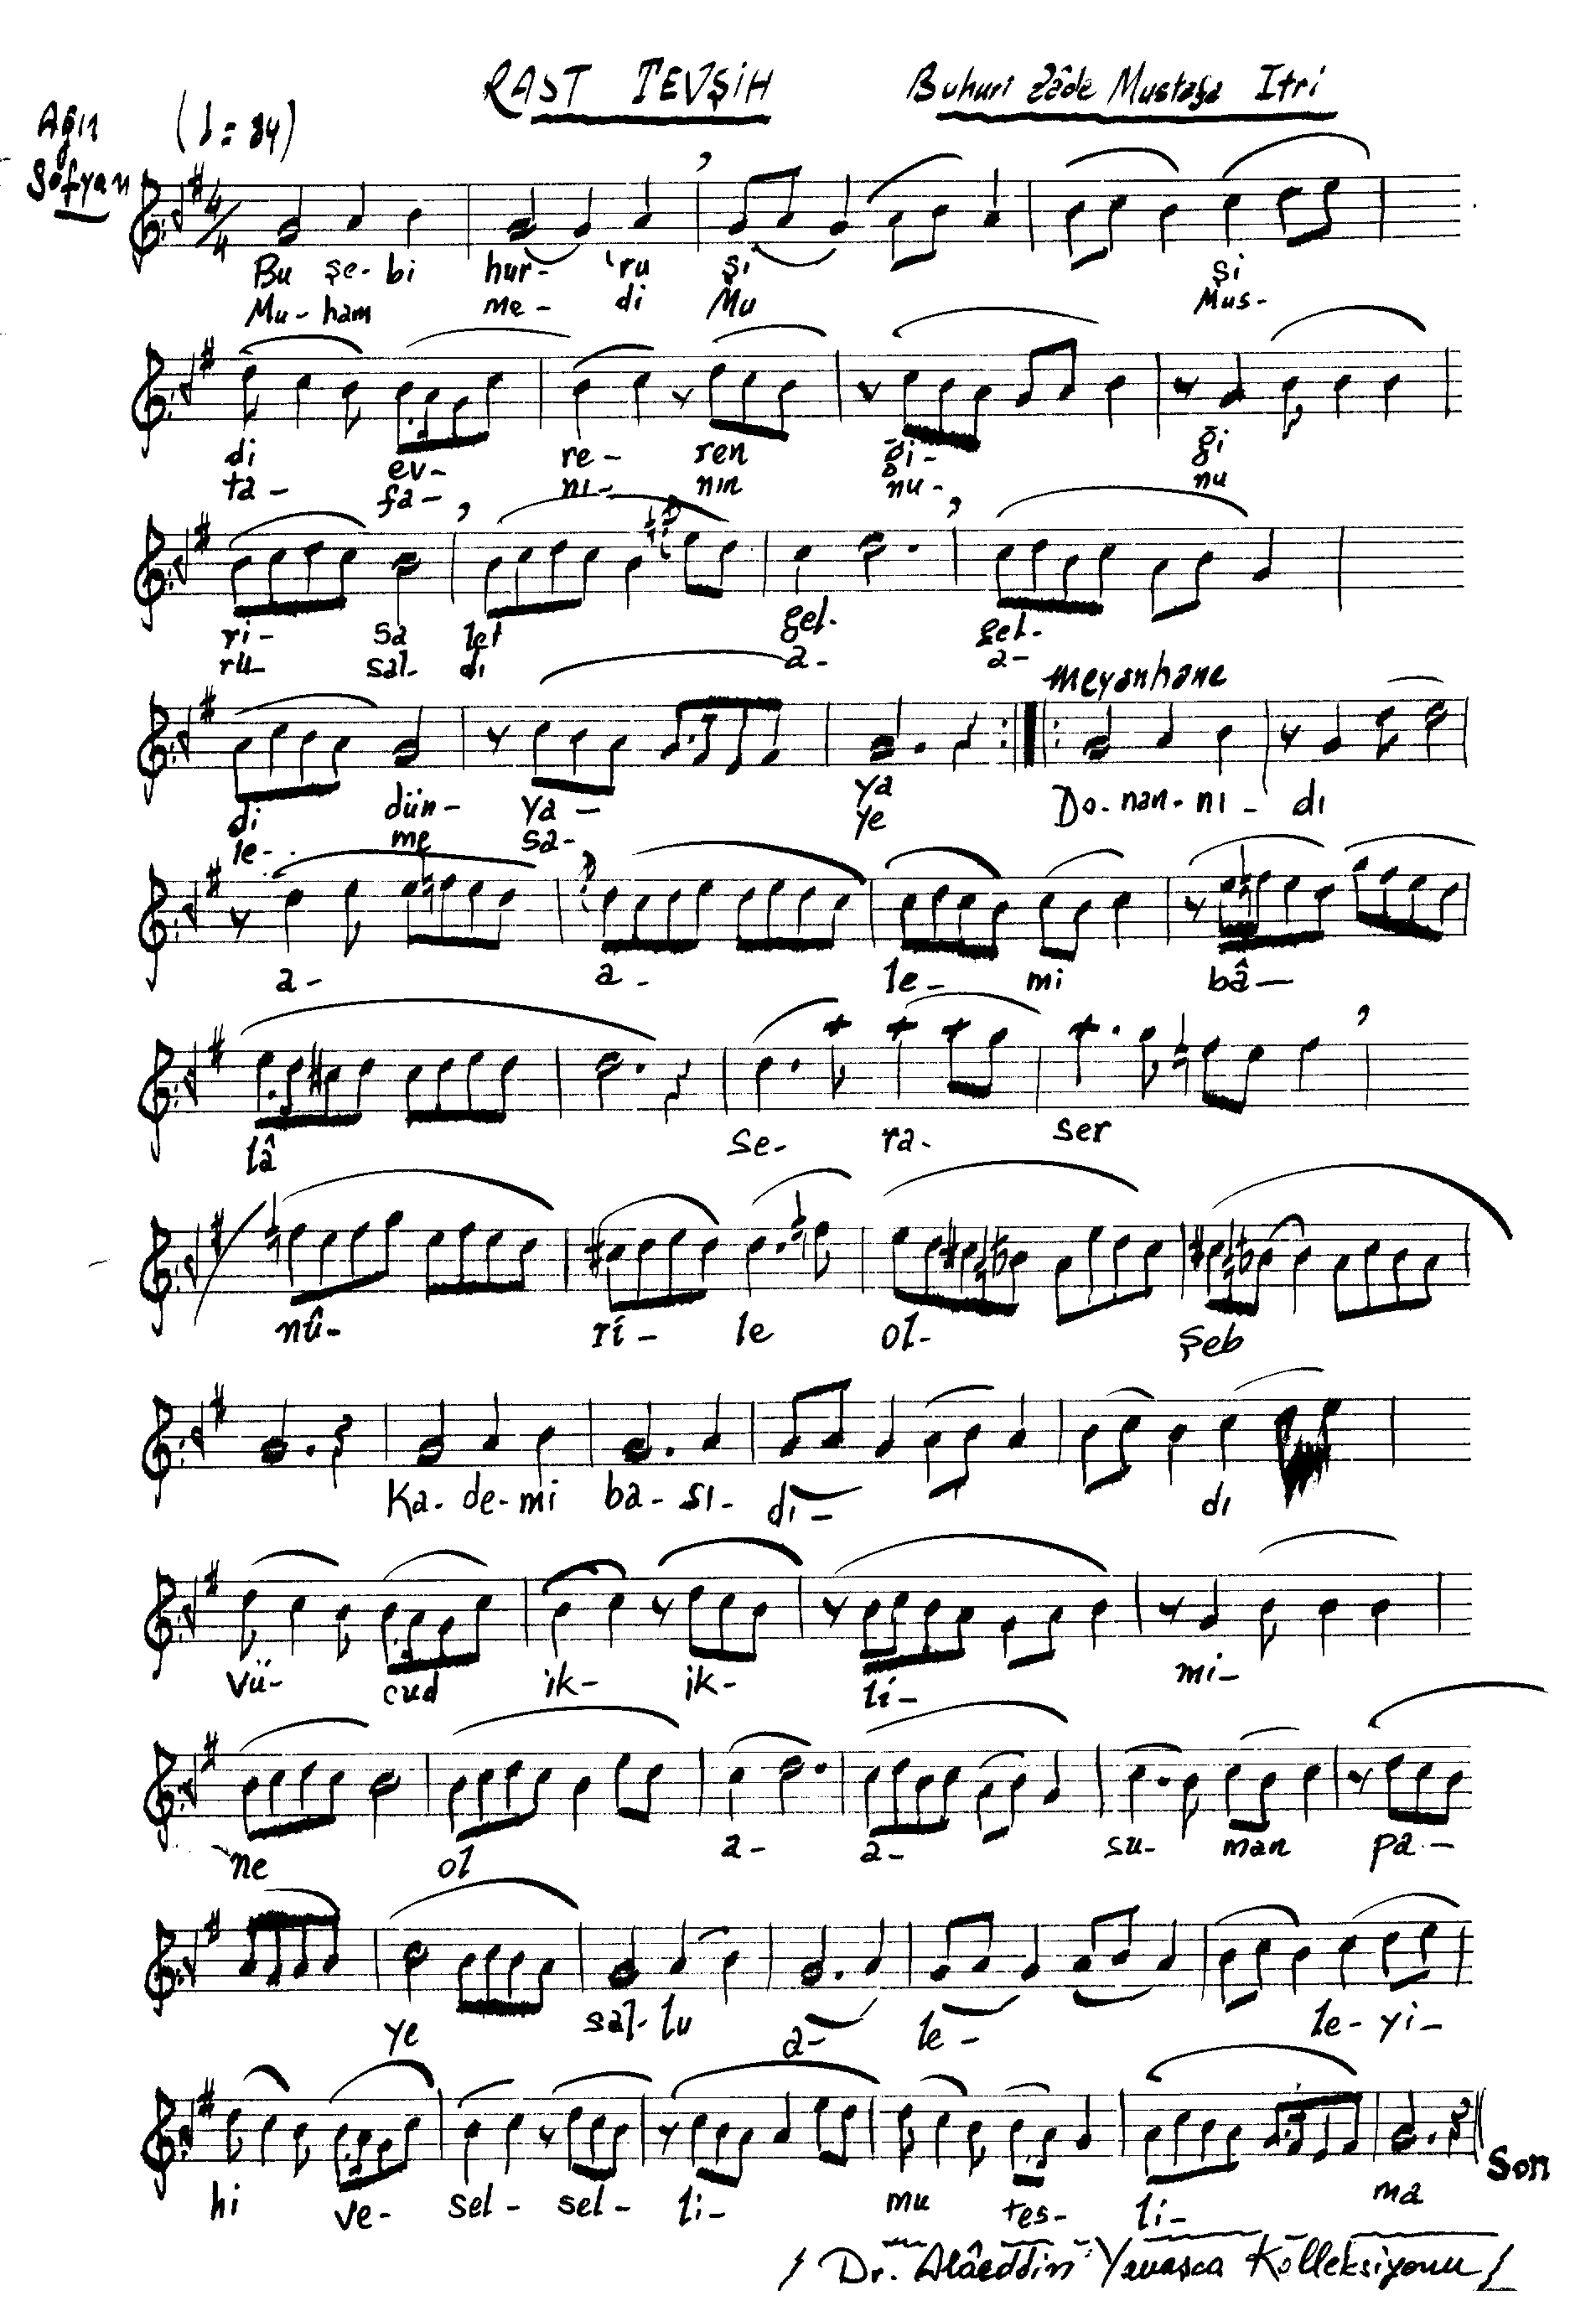 RAST TEVŞİH Buhuri Zâde Mustafa Itri
Ağır (♩= 84)
Sofyan
4/4
Bu şe- bi hur- 'ru şi şi
Mu- ham me- di Mu Mus-
di ev- re- ren ği- ği
ta- fa- nı- nın nu- nu
ri- sa let gel- gel-
ru- sal- dı a- a-
meyanhane
di dün- ya- ya Do- nan- nı- dı
le- me sa- ye
a- a- le- mi bâ-
lâ se- ra- ser
nû- ri- le ol- şeb
Ka- de- mi ba- sı- dı- dı
vü- cud ik- ik- li- mi-
ne ol a- a- su- man pa-
ye sal- lu a- le- le- yi-
hi ve- sel- sel- li- mu tes- li- ma
Son
Dr. Alâeddin Yavaşca Kolleksiyonu